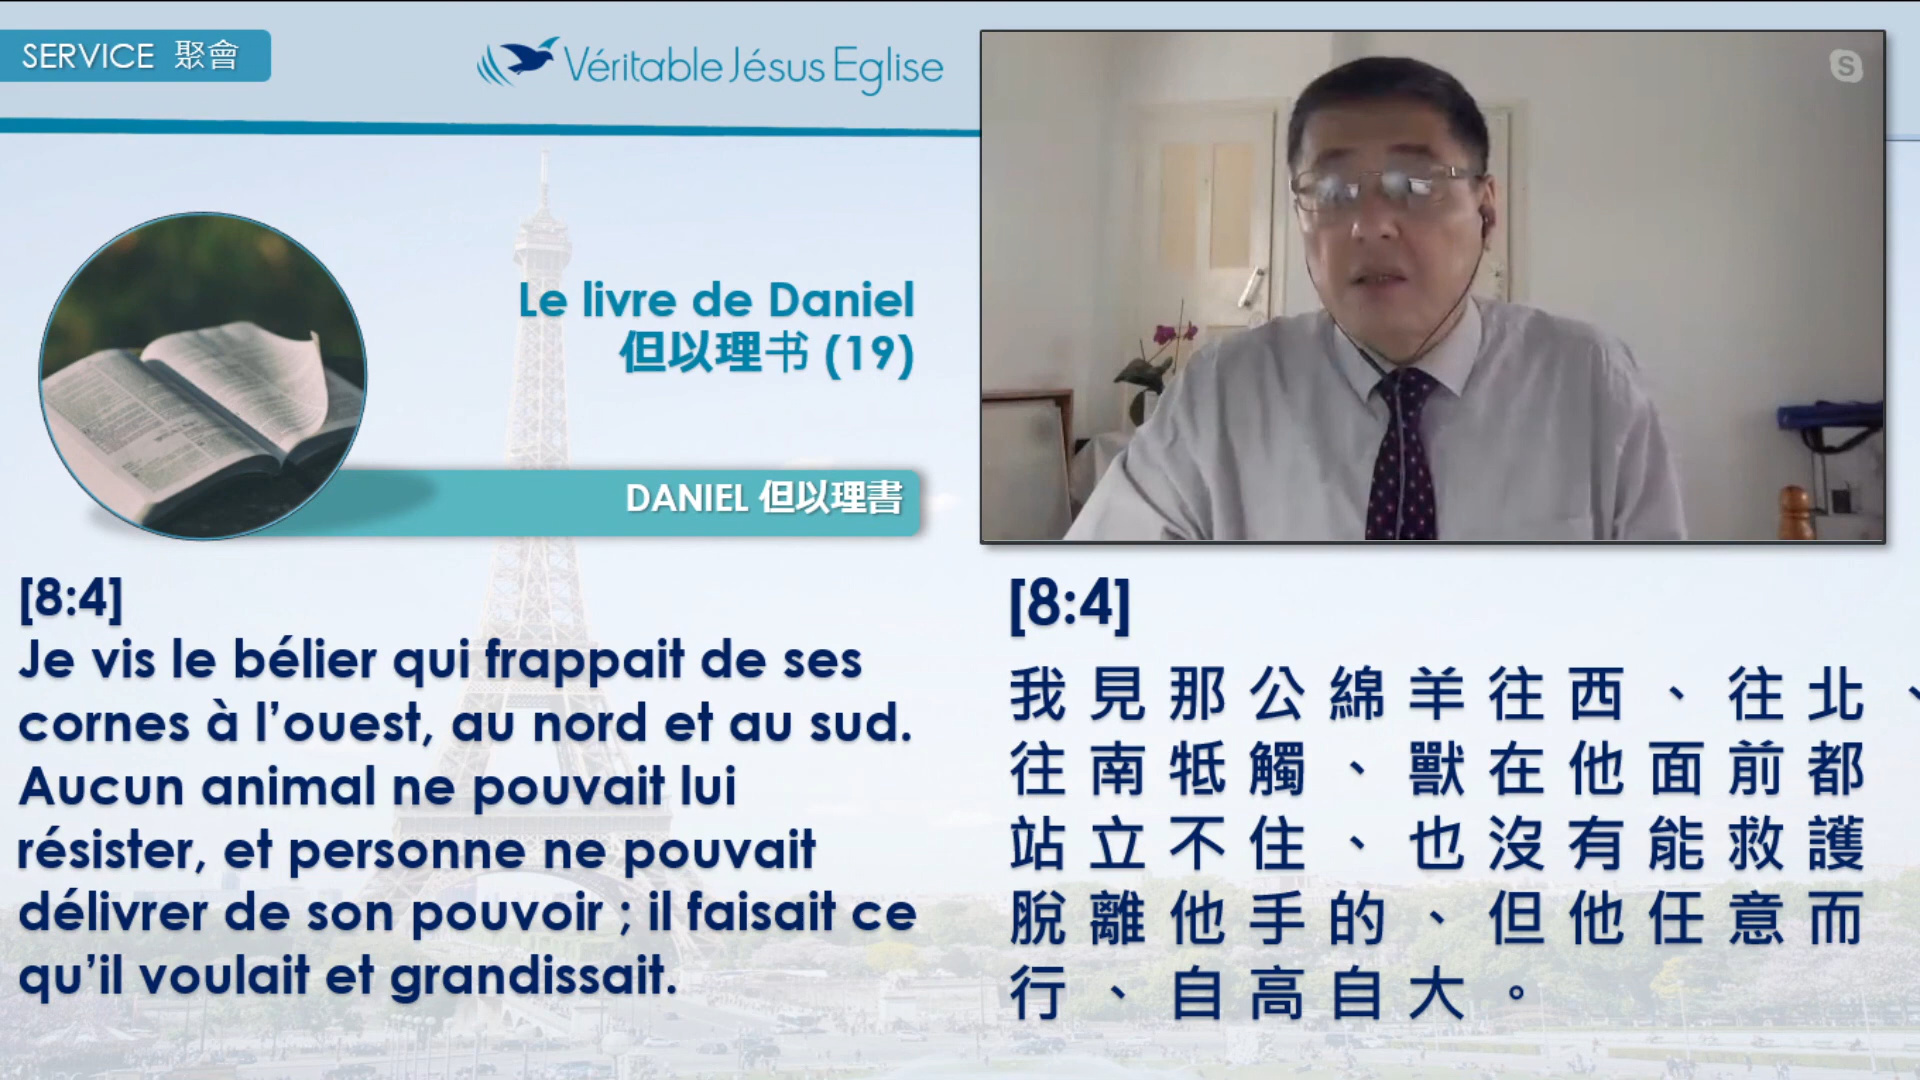 SERVICE 聚會
Véritable Jésus Eglise
S
Le livre de Daniel
但以理书 (19)
DANIEL 但以理書
[8:4]
Je vis le bélier qui frappait de ses
cornes à l’ouest, au nord et au sud.
Aucun animal ne pouvait lui
résister, et personne ne pouvait
délivrer de son pouvoir ; il faisait ce
qu’il voulait et grandissait.
[8:4]
我 見 那 公 綿 羊 往 西 、 往 北 、
往 南 牴 觸 、 獸 在 他 面 前 都
站 立 不 住 、 也 沒 有 能 救 護
脫 離 他 手 的 、 但 他 任 意 而
行 、 自 高 自 大 。